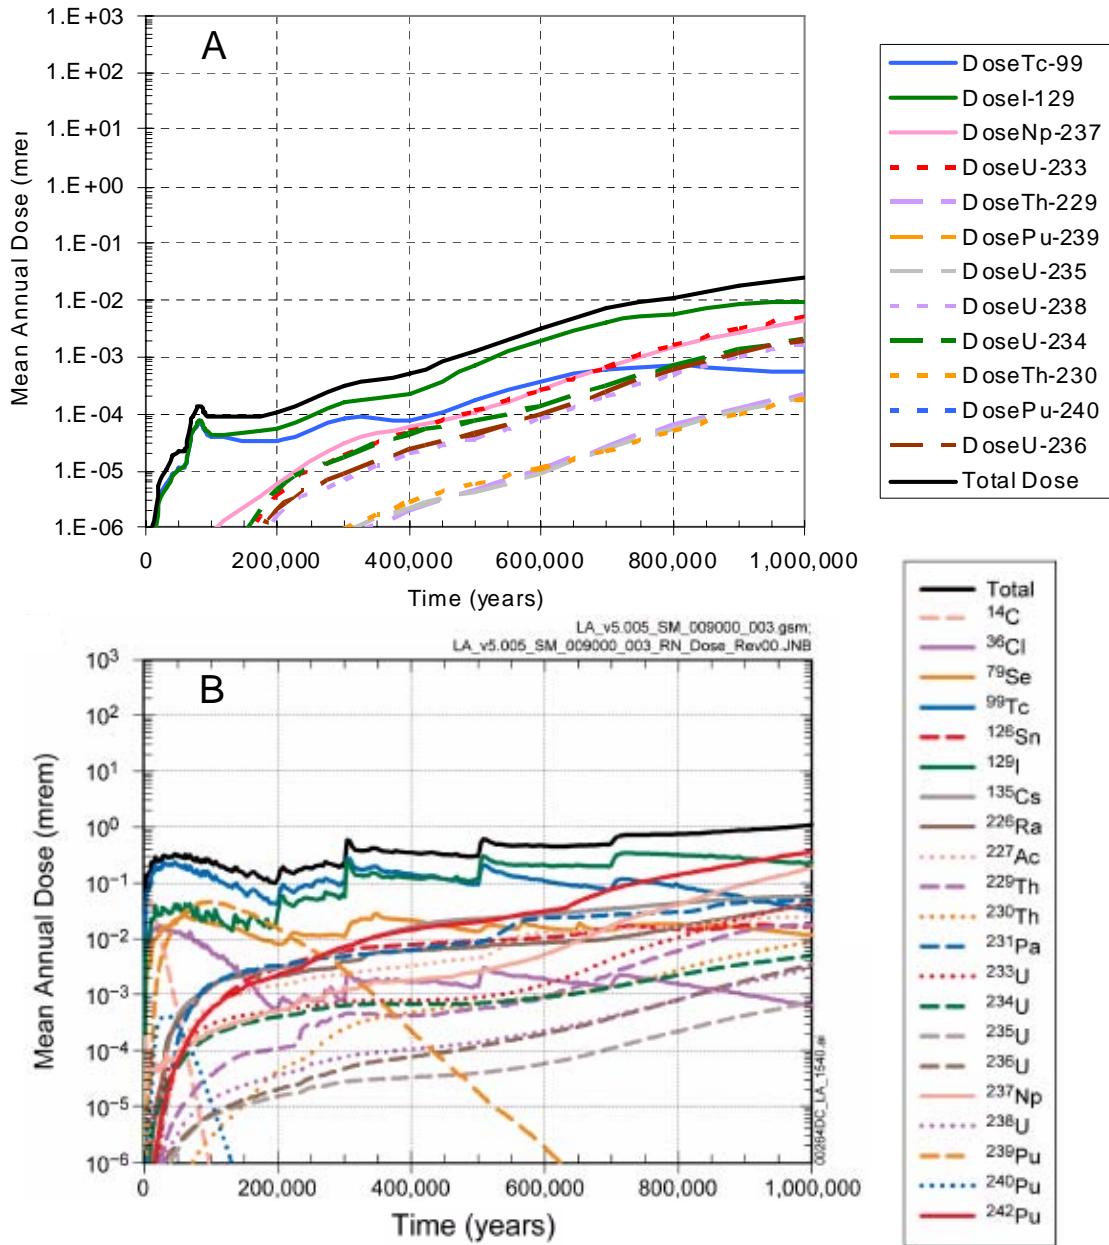 A
1.E+03
1.E+02
1.E+01
1.E+00
1.E-01
1.E-02
1.E-03
1.E-04
1.E-05
1.E-06
Mean Annual Dose (mrer
0 200,000 400,000 600,000 800,000 1,000,000
Time (years)
DoseTc-99
DoseI-129
DoseNp-237
DoseU-233
DoseTh-229
DosePu-239
DoseU-235
DoseU-238
DoseU-234
DoseTh-230
DosePu-240
DoseU-236
Total Dose
LA_v5.005_SM_009000_003.gsm;
LA_v5.005_SM_009000_003_RN_Dose_Rev00.JNB
B
10³
10²
10¹
10⁰
10⁻¹
10⁻²
10⁻³
10⁻⁴
10⁻⁵
10⁻⁶
Mean Annual Dose (mrem)
0 200,000 400,000 600,000 800,000 1,000,000
Time (years)
00284DC_LA_1540.ai
Total
¹⁴C
³⁶Cl
⁷⁹Se
⁹⁹Tc
¹²⁶Sn
¹²⁹I
¹³⁵Cs
²²⁶Ra
²²⁷Ac
²²⁹Th
²³⁰Th
²³¹Pa
²³³U
²³⁴U
²³⁵U
²³⁶U
²³⁷Np
²³⁸U
²³⁹Pu
²⁴⁰Pu
²⁴²Pu